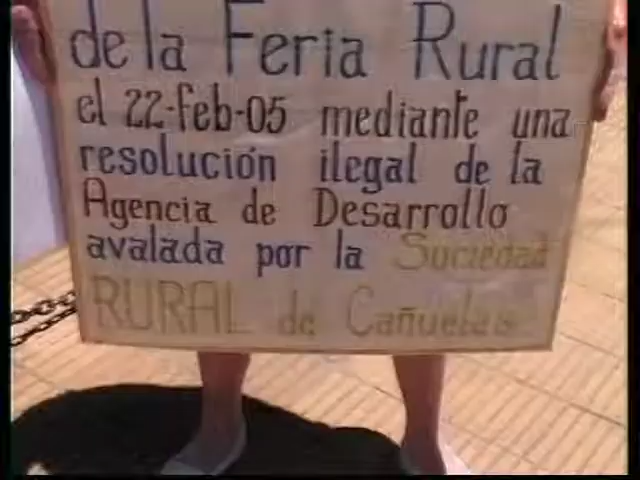 de la Feria Rural
el 22-feb-05 mediante una
resolución ilegal de la
Agencia de Desarrollo
avalada por la Sociedad
RURAL de Cañuelas